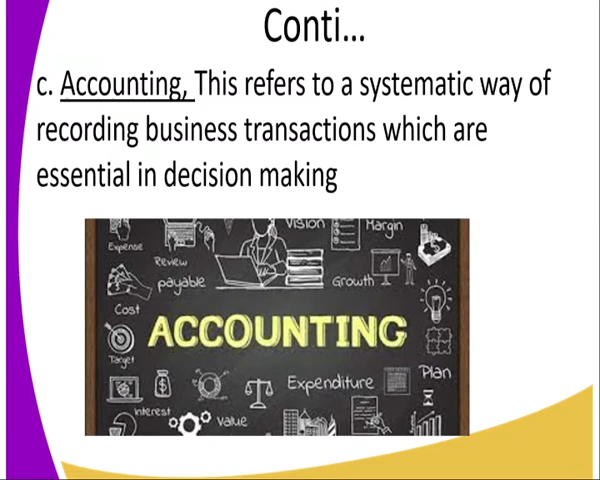 Conti...
c. Accounting, This refers to a systematic way of
recording business transactions which are
essential in decision making
Vision
Margin
Expense
Review
payable
Growth
Cost
ACCOUNTING
Target
Expenditure
Plan
Interest
Value